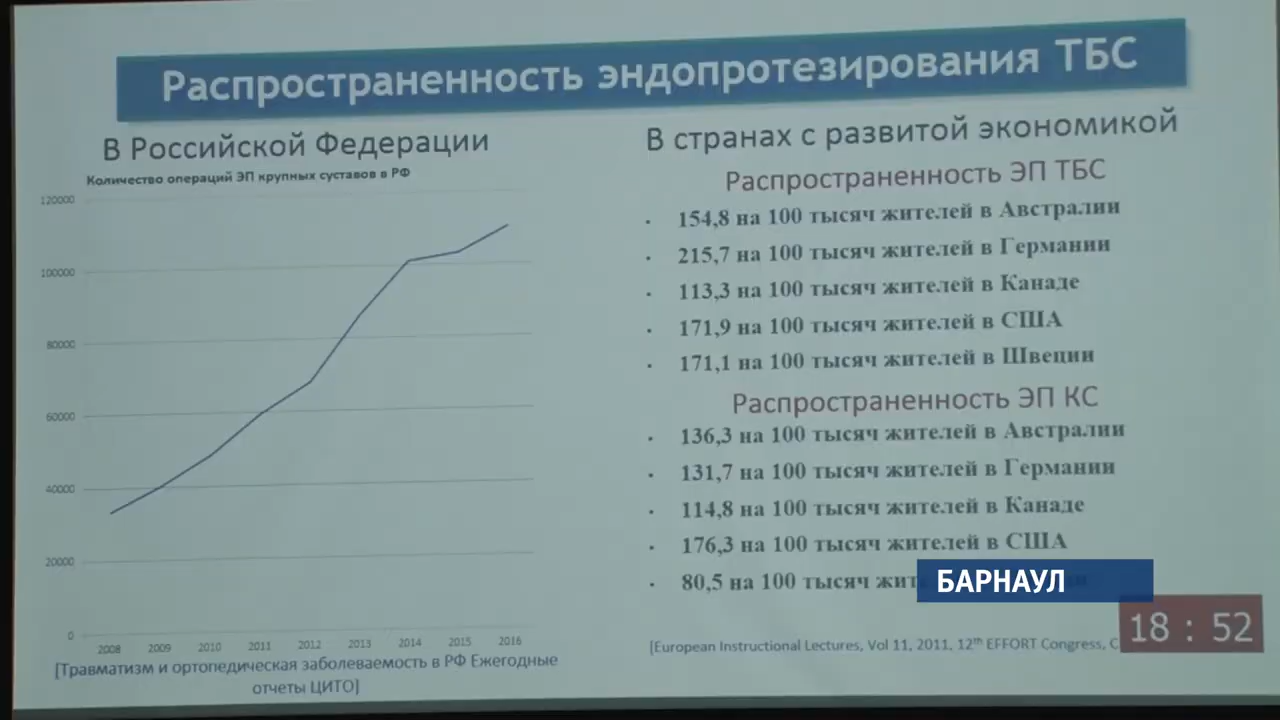 Распространенность эндопротезирования ТБС
В Российской Федерации
Количество операций ЭП крупных суставов в РФ
120000
100000
80000
60000
40000
20000
0
2008 2009 2010 2011 2012 2013 2014 2015 2016
[Травматизм и ортопедическая заболеваемость в РФ Ежегодные
отчеты ЦИТО]
В странах с развитой экономикой
Распространенность ЭП ТБС
• 154,8 на 100 тысяч жителей в Австралии
• 215,7 на 100 тысяч жителей в Германии
• 113,3 на 100 тысяч жителей в Канаде
• 171,9 на 100 тысяч жителей в США
• 171,1 на 100 тысяч жителей в Швеции
Распространенность ЭП КС
• 136,3 на 100 тысяч жителей в Австралии
• 131,7 на 100 тысяч жителей в Германии
• 114,8 на 100 тысяч жителей в Канаде
• 176,3 на 100 тысяч жителей в США
• 80,5 на 100 тысяч
БАРНАУЛ
18 : 52
[European Instructional Lectures, Vol 11, 2011, 12th EFFORT Congress,